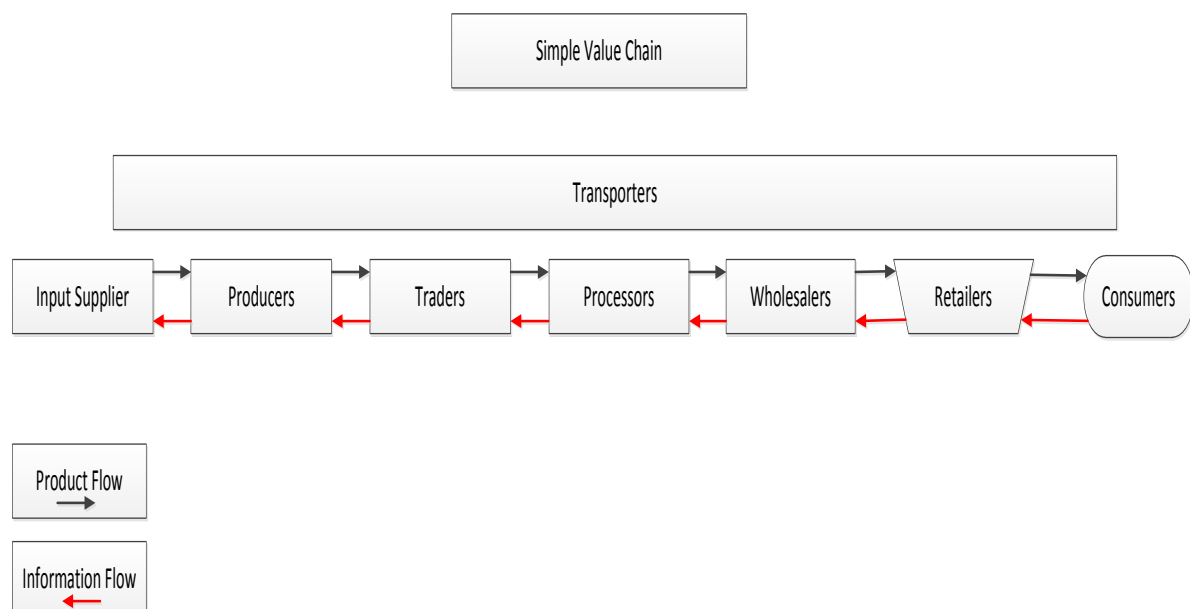 Simple Value Chain
Transporters
Input Supplier
Producers
Traders
Processors
Wholesalers
Retailers
Consumers
Product Flow
Information Flow